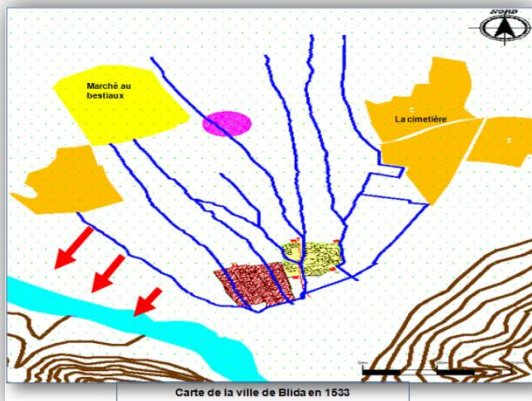 NORD
Marché au
bestiaux
La cimetière
Carte de la ville de Blida en 1533